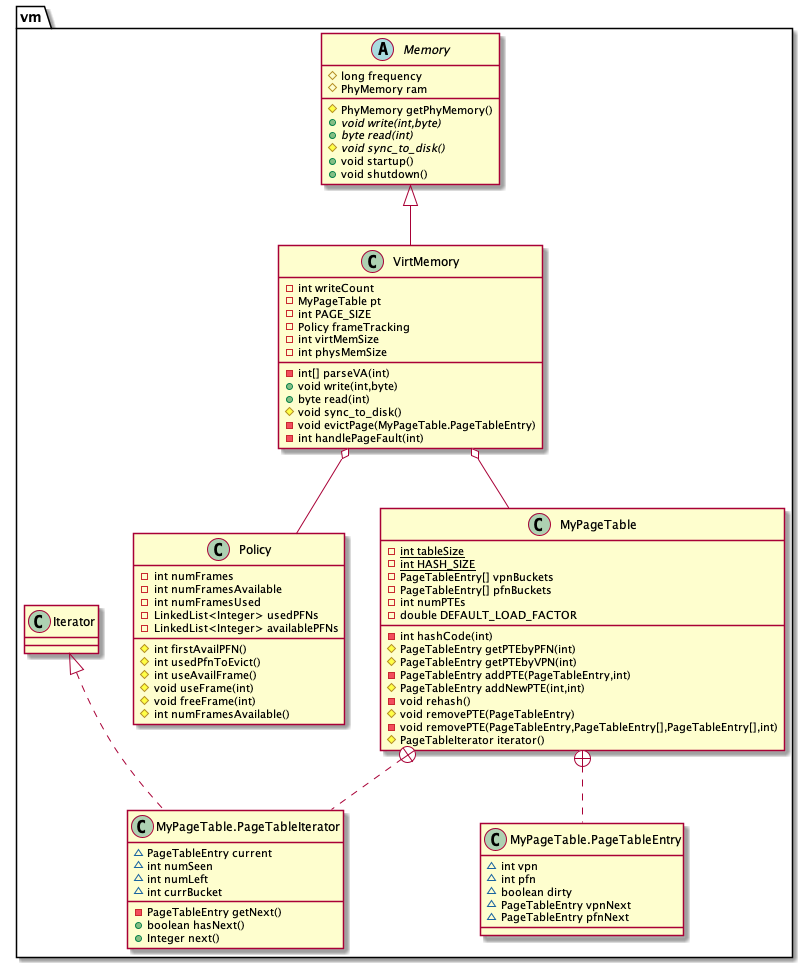 vm
A Memory
long frequency
PhyMemory ram
PhyMemory getPhyMemory()
void write(int,byte)
byte read(int)
void sync_to_disk()
void startup()
void shutdown()
C VirtMemory
int writeCount
MyPageTable pt
int PAGE_SIZE
Policy frameTracking
int virtMemSize
int physMemSize
int[] parseVA(int)
void write(int,byte)
byte read(int)
void sync_to_disk()
void evictPage(MyPageTable.PageTableEntry)
int handlePageFault(int)
C Policy
int numFrames
int numFramesAvailable
int numFramesUsed
LinkedList<Integer> usedPFNs
LinkedList<Integer> availablePFNs
int firstAvailPFN()
int usedPfnToEvict()
int useAvailFrame()
void useFrame(int)
void freeFrame(int)
int numFramesAvailable()
C MyPageTable
int tableSize
int HASH_SIZE
PageTableEntry[] vpnBuckets
PageTableEntry[] pfnBuckets
int numPTEs
double DEFAULT_LOAD_FACTOR
int hashCode(int)
PageTableEntry getPTEbyPFN(int)
PageTableEntry getPTEbyVPN(int)
PageTableEntry addPTE(PageTableEntry,int)
PageTableEntry addNewPTE(int,int)
void rehash()
void removePTE(PageTableEntry)
void removePTE(PageTableEntry,PageTableEntry[],PageTableEntry[],int)
PageTableIterator iterator()
C Iterator
C MyPageTable.PageTableIterator
PageTableEntry current
int numSeen
int numLeft
int currBucket
PageTableEntry getNext()
boolean hasNext()
Integer next()
C MyPageTable.PageTableEntry
int vpn
int pfn
boolean dirty
PageTableEntry vpnNext
PageTableEntry pfnNext